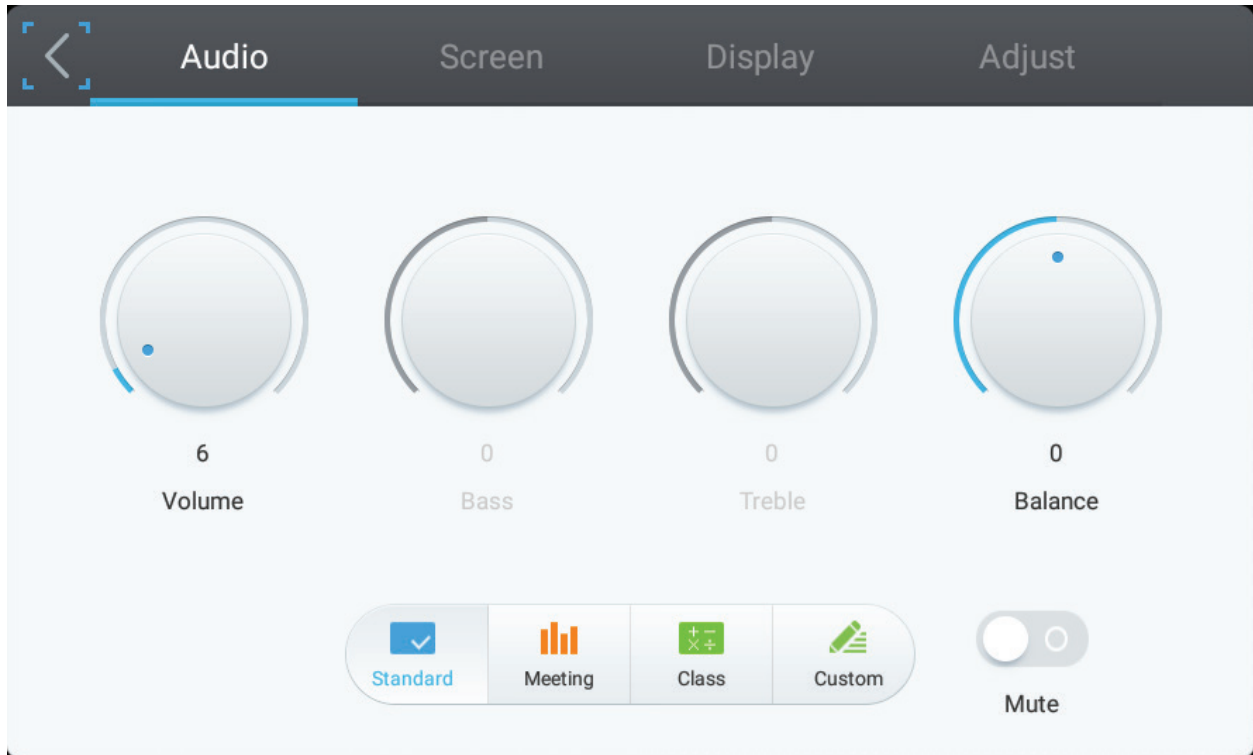 Audio Screen Display Adjust
6 0 0 0
Volume Bass Treble Balance
Standard Meeting Class Custom
Mute